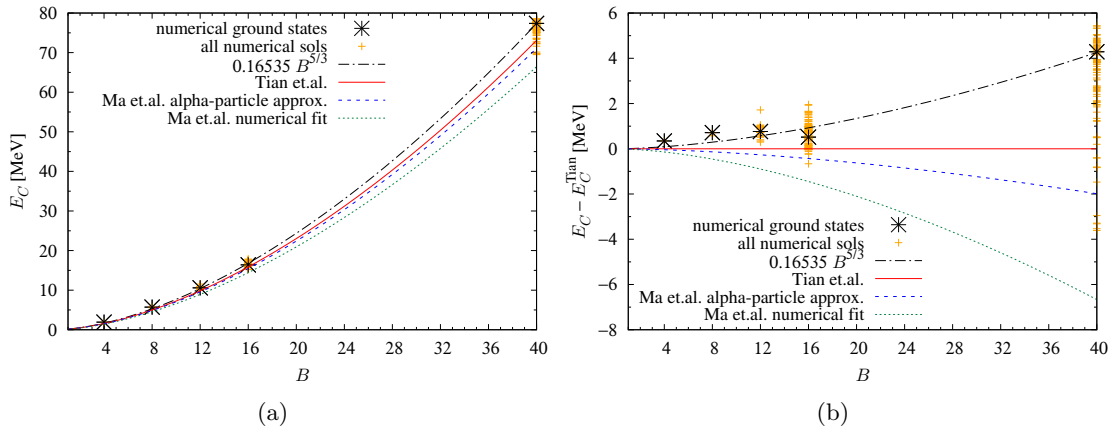 80
70
60
50
40
30
20
10
0
E_C [MeV]
numerical ground states
all numerical sols
0.16535 B^{5/3}
Tian et.al.
Ma et.al. alpha-particle approx.
Ma et.al. numerical fit
4 8 12 16 20 24 28 32 36 40
B
(a)
6
4
2
0
−2
−4
−6
−8
E_C − E_C^{Tian} [MeV]
numerical ground states
all numerical sols
0.16535 B^{5/3}
Tian et.al.
Ma et.al. alpha-particle approx.
Ma et.al. numerical fit
4 8 12 16 20 24 28 32 36 40
B
(b)